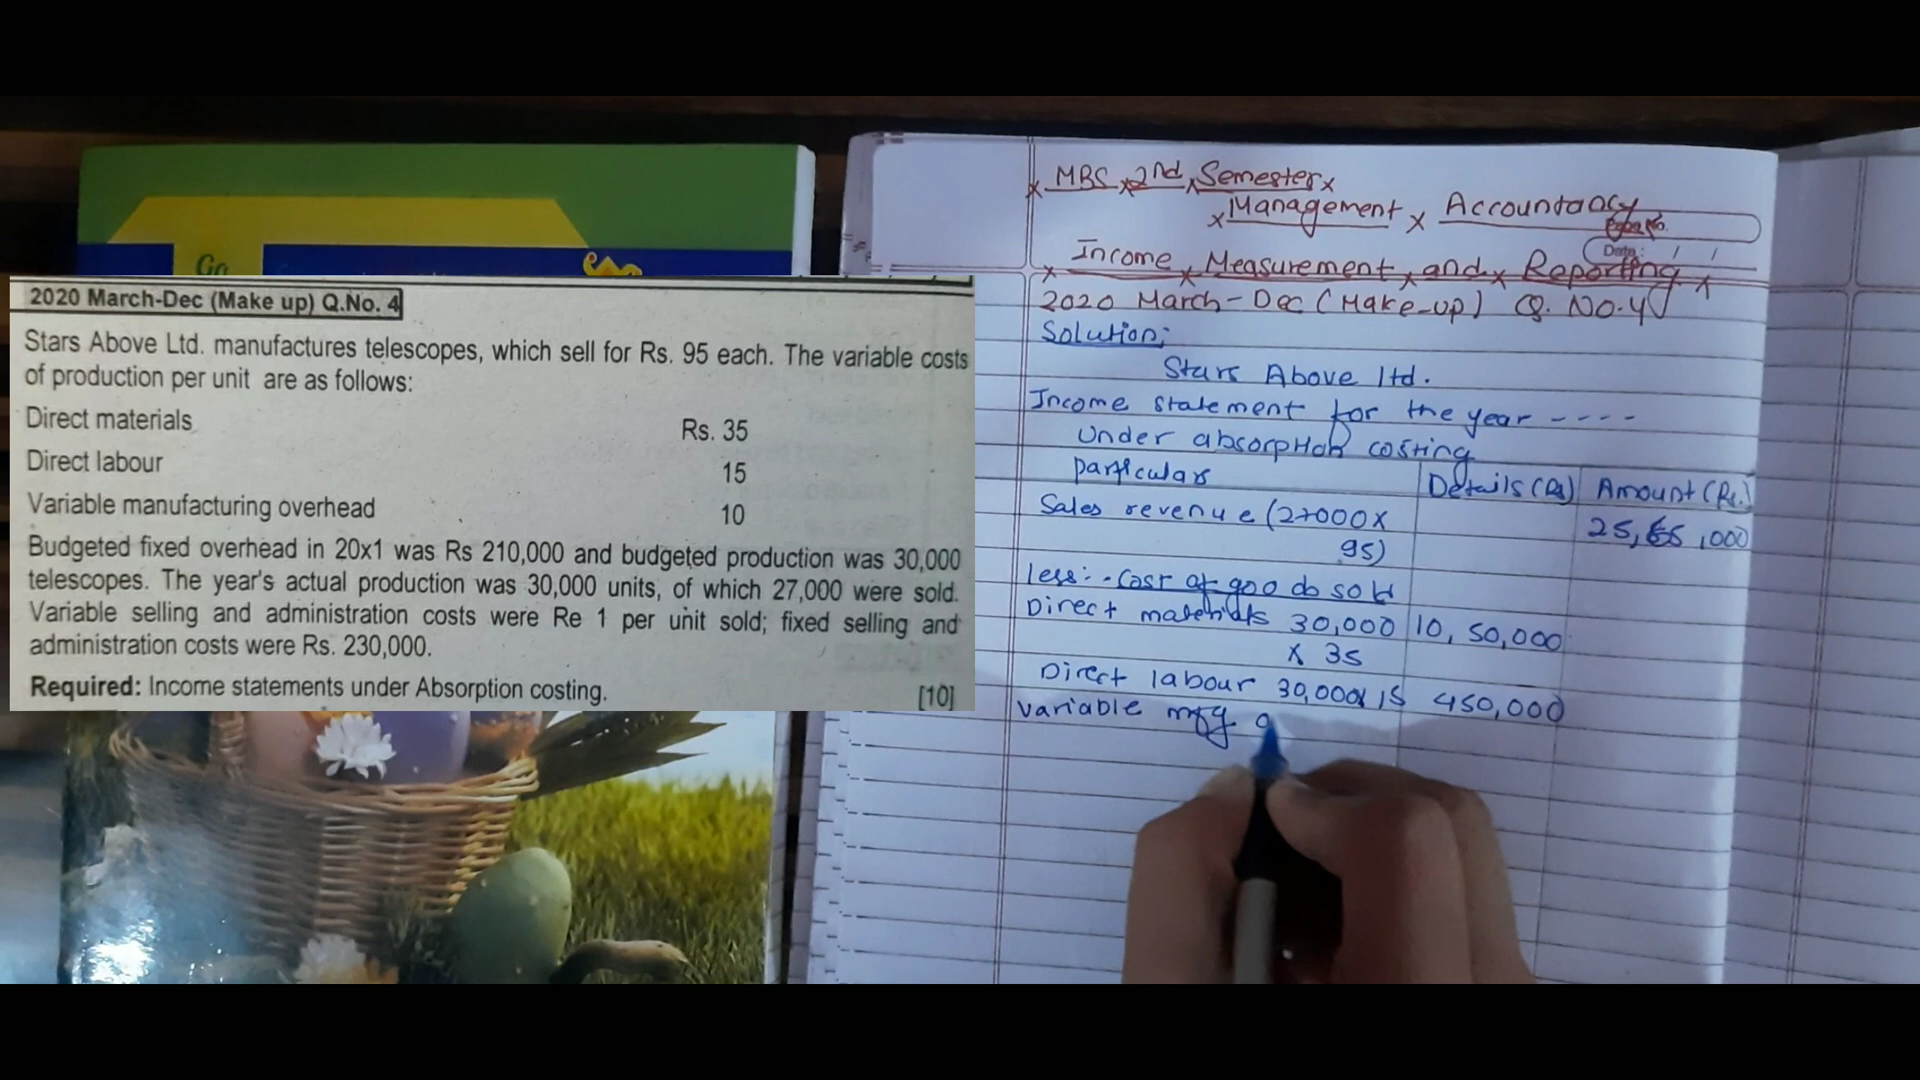 Go
2020 March-Dec (Make up) Q.No. 4
Stars Above Ltd. manufactures telescopes, which sell for Rs. 95 each. The variable costs
of production per unit are as follows:
Direct materials Rs. 35
Direct labour 15
Variable manufacturing overhead 10
Budgeted fixed overhead in 20x1 was Rs 210,000 and budgeted production was 30,000
telescopes. The year's actual production was 30,000 units, of which 27,000 were sold.
Variable selling and administration costs were Re 1 per unit sold; fixed selling and
administration costs were Rs. 230,000.
Required: Income statements under Absorption costing. [10]
MBS 2nd Semester
Management Accountancy
Date: / /
Income Measurement and Reporting
2020 March-Dec (Make-up) Q. No.4
Solution:
Stars Above ltd.
Income statement for the year ----
Under absorption costing
particulars Details (Rs) Amount (Rs.)
Sales revenue (27000 x 25,65,000
95)
less:- Cost of goods sold
Direct materials 30,000 10,50,000
x 35
Direct labour 30,000x15 450,000
variable mfg o